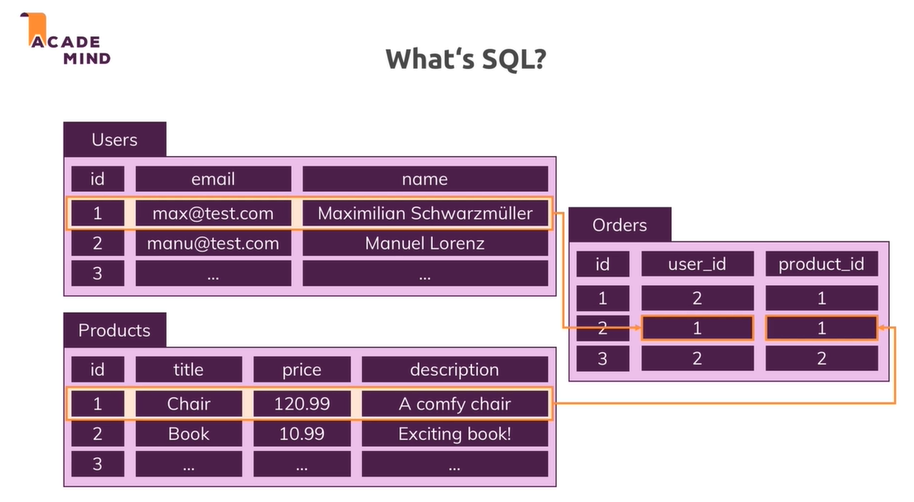 ACADE
MIND
What‘s SQL?
Users
id email name
1 max@test.com Maximilian Schwarzmüller
2 manu@test.com Manuel Lorenz
3 ... ...
Orders
id user_id product_id
1 2 1
2 1 1
3 2 2
Products
id title price description
1 Chair 120.99 A comfy chair
2 Book 10.99 Exciting book!
3 ... ... ...